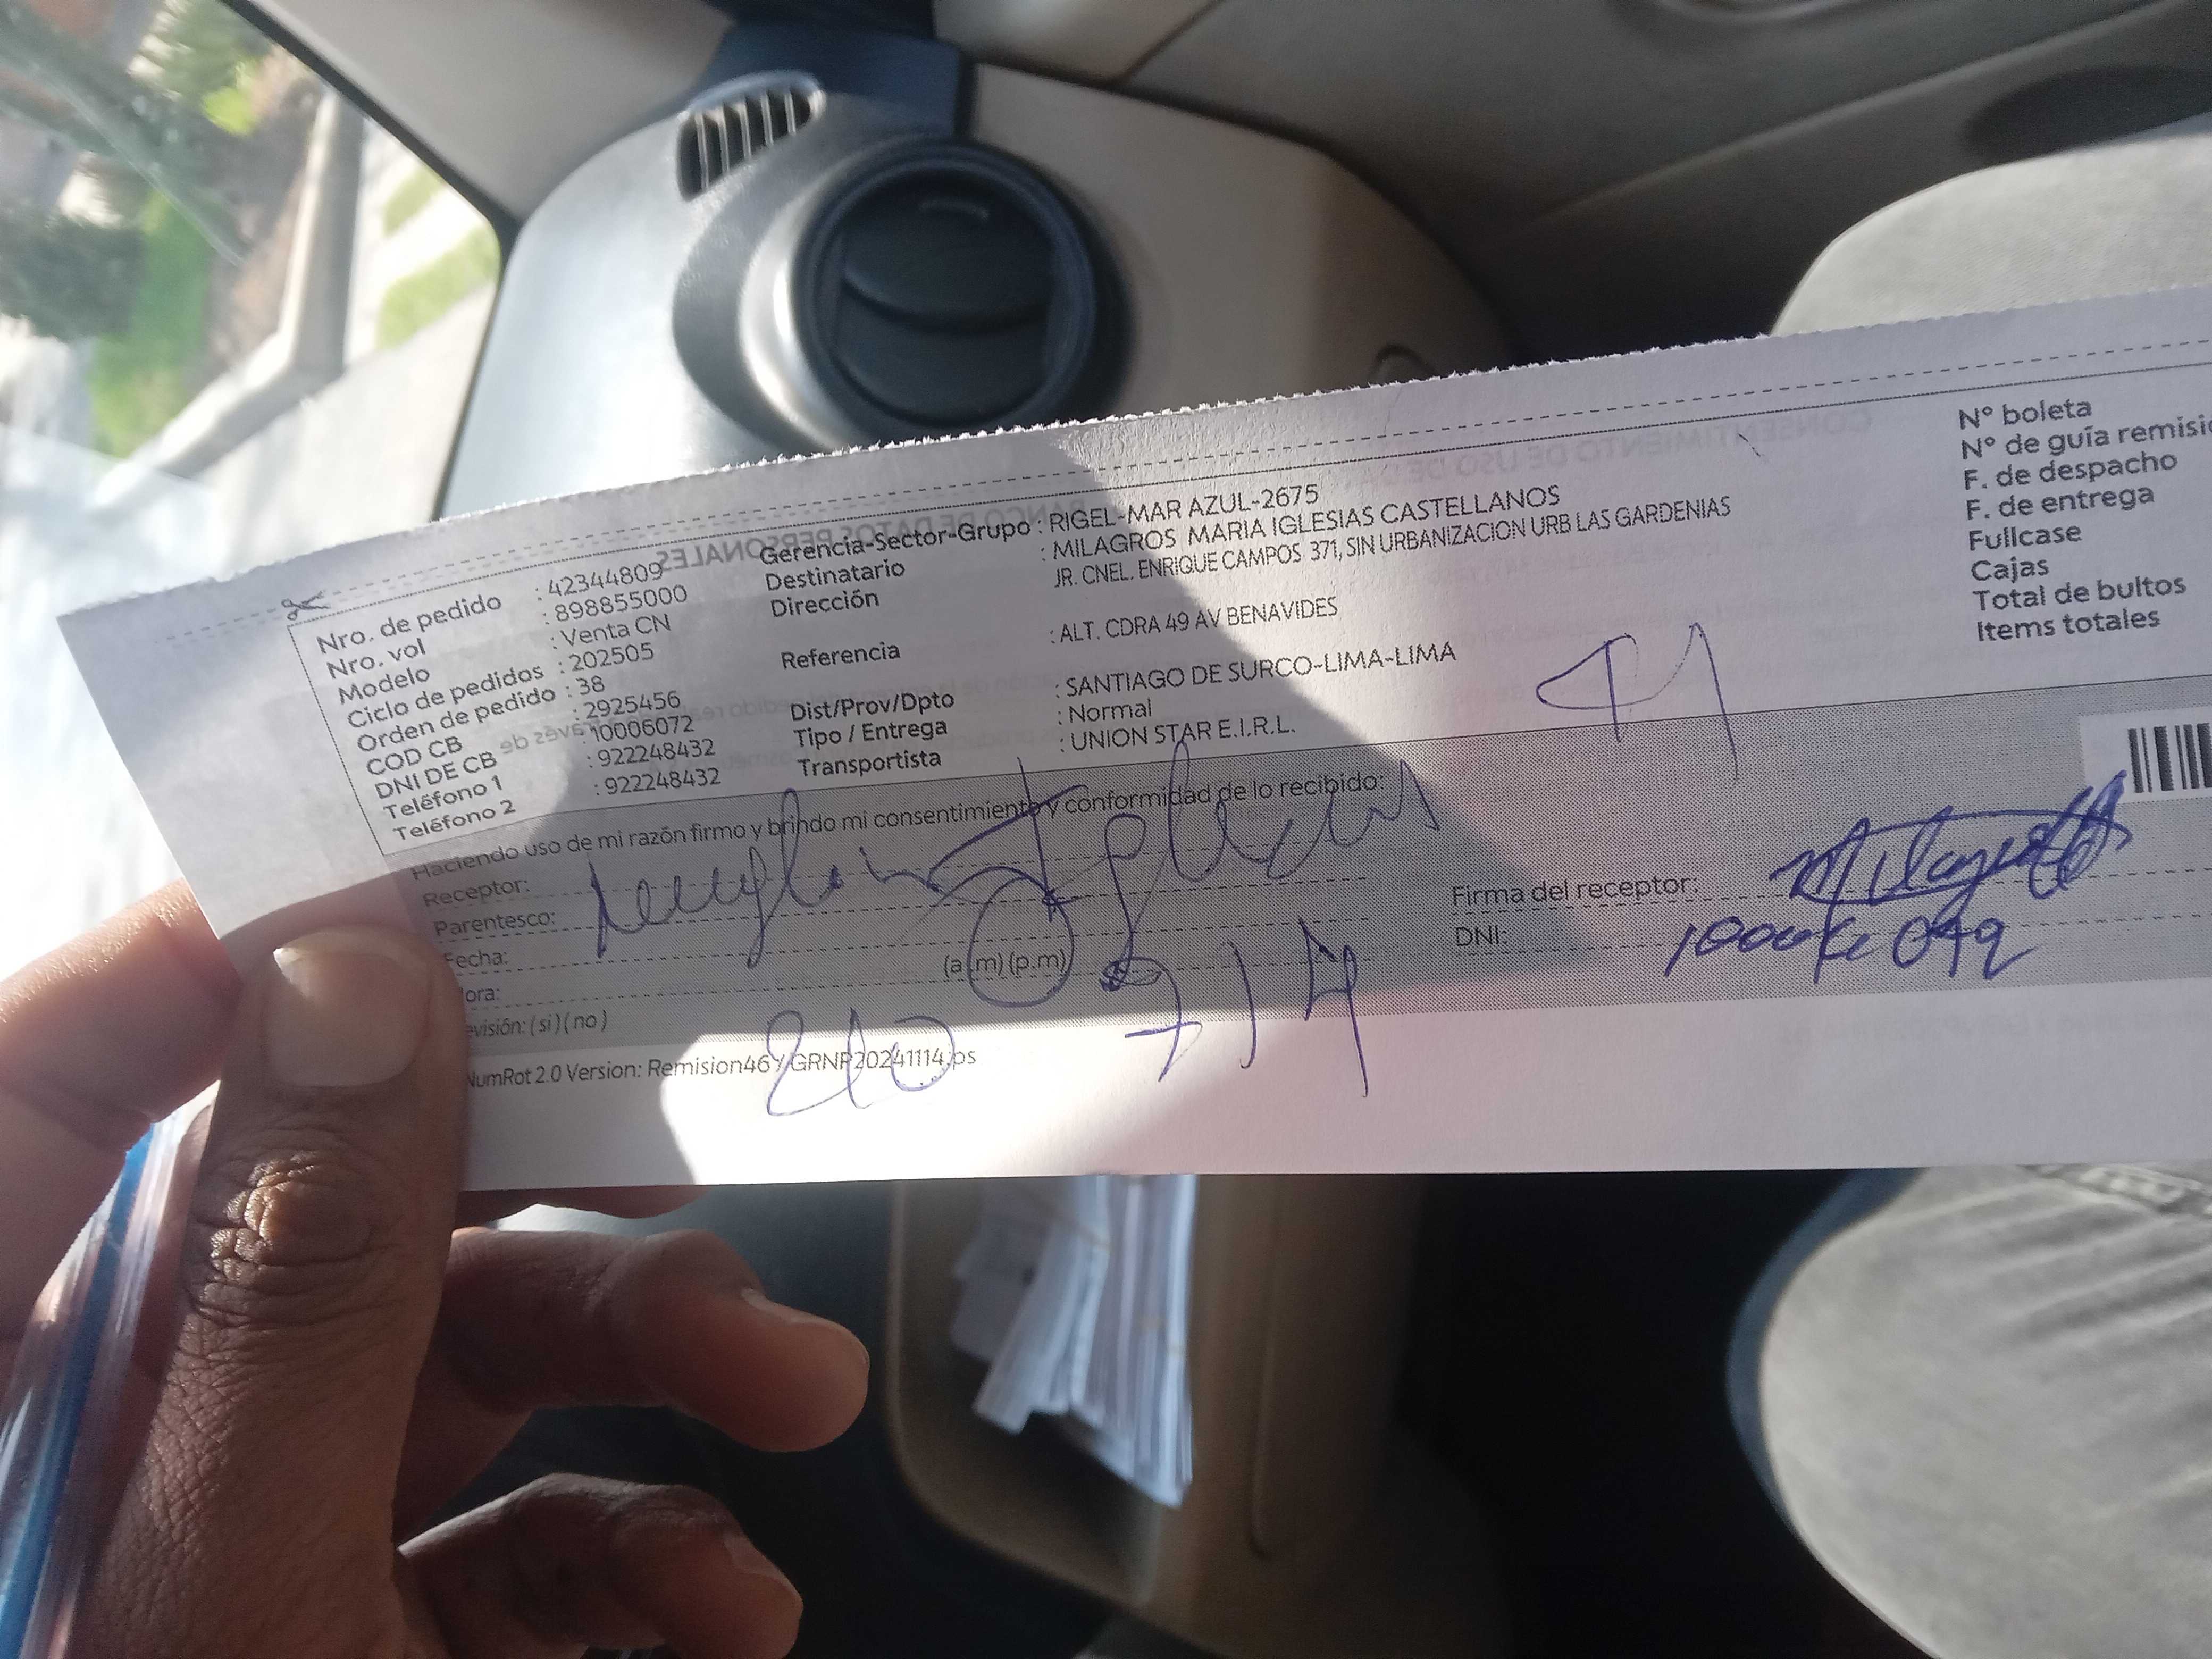 Nro. de pedido : 42344809
Nro. vol : 898855000
Modelo : Venta CN
Ciclo de pedidos : 202505
Orden de pedido : 38
COD CB : 2925456
DNI DE CB : 10006072
Teléfono 1 : 922248432
Teléfono 2 : 922248432
Gerencia-Sector-Grupo : RIGEL-MAR AZUL-2675
Destinatario : MILAGROS MARIA IGLESIAS CASTELLANOS
Dirección JR. CNEL. ENRIQUE CAMPOS 371, SIN URBANIZACION URB LAS GARDENIAS
Referencia : ALT. CDRA 49 AV BENAVIDES
Dist/Prov/Dpto : SANTIAGO DE SURCO-LIMA-LIMA
Tipo / Entrega : Normal
Transportista : UNION STAR E.I.R.L.
N° boleta
N° de guía remisió
F. de despacho
F. de entrega
Fullcase
Cajas
Total de bultos
Items totales
Haciendo uso de mi razón firmo y brindo mi consentimiento y conformidad de lo recibido:
Receptor:
Parentesco:
Fecha:
ora: (a.m) (p.m)
evisión: ( si ) ( no )
Firma del receptor:
DNI:
NumRot 2.0 Version: Remision46Y GRNP20241114.ps